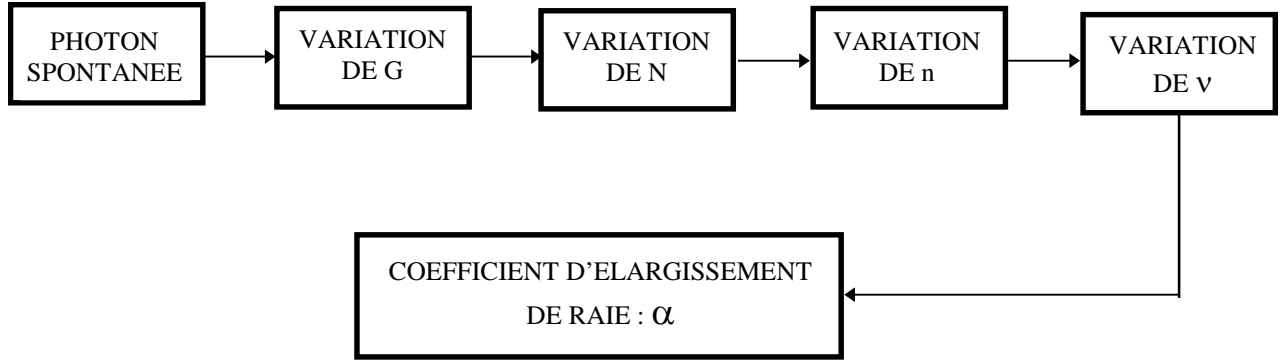 PHOTON
SPONTANEE
VARIATION
DE G
VARIATION
DE N
VARIATION
DE n
VARIATION
DE ν
COEFFICIENT D'ELARGISSEMENT
DE RAIE : α